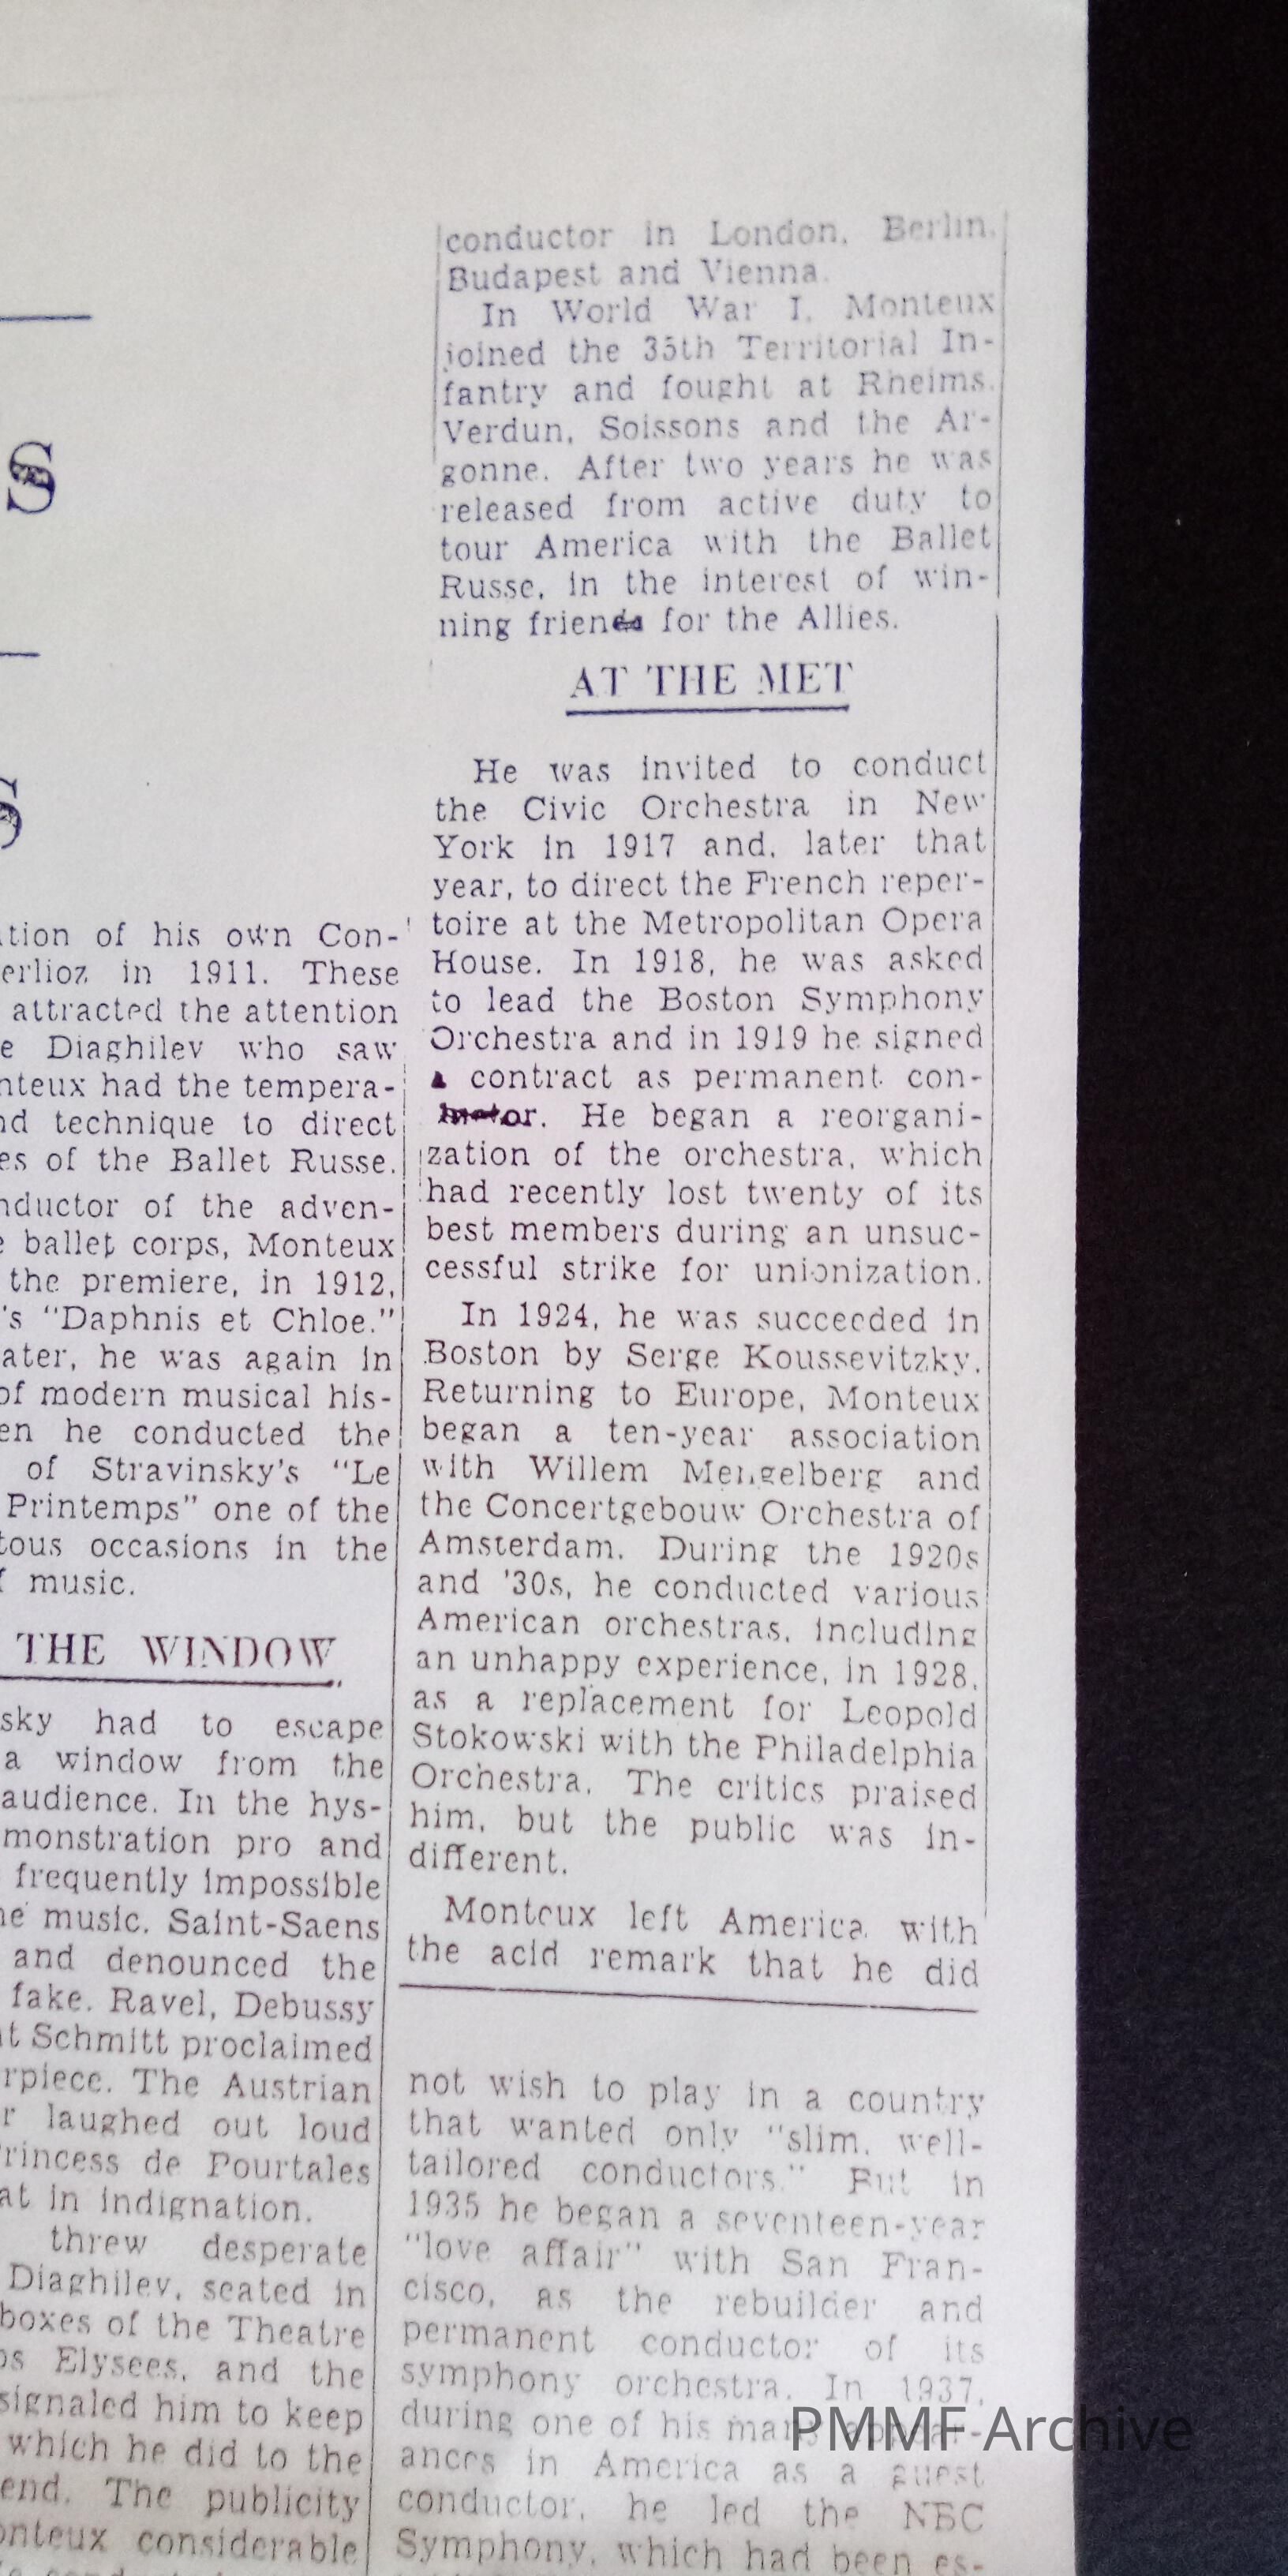 S
S
tion of his own Con-
erlioz in 1911. These
attracted the attention
e Diaghilev who saw
nteux had the tempera-
nd technique to direct
es of the Ballet Russe.
nductor of the adven-
e ballet corps, Monteux
the premiere, in 1912,
's "Daphnis et Chloe."
ater, he was again in
of modern musical his-
en he conducted the
of Stravinsky's "Le
Printemps" one of the
tous occasions in the
f music.
THE WINDOW
sky had to escape
a window from the
audience. In the hys-
monstration pro and
frequently impossible
he music. Saint-Saens
and denounced the
fake. Ravel, Debussy
nt Schmitt proclaimed
rpiece. The Austrian
r laughed out loud
rincess de Pourtales
at in indignation.
threw desperate
Diaghilev, seated in
boxes of the Theatre
ps Elysees, and the
signaled him to keep
which he did to the
end. The publicity
onteux considerable
conductor in London, Berlin,
Budapest and Vienna.
In World War I, Monteux
joined the 35th Territorial In-
fantry and fought at Rheims,
Verdun, Soissons and the Ar-
gonne. After two years he was
released from active duty to
tour America with the Ballet
Russe, in the interest of win-
ning friends for the Allies.
AT THE MET
He was invited to conduct
the Civic Orchestra in New
York in 1917 and, later that
year, to direct the French reper-
toire at the Metropolitan Opera
House. In 1918, he was asked
to lead the Boston Symphony
Orchestra and in 1919 he signed
a contract as permanent con-
He began a reorgani-
zation of the orchestra, which
had recently lost twenty of its
best members during an unsuc-
cessful strike for unionization.
In 1924, he was succeeded in
Boston by Serge Koussevitzky.
Returning to Europe, Monteux
began a ten-year association
with Willem Mengelberg and
the Concertgebouw Orchestra of
Amsterdam. During the 1920s
and '30s, he conducted various
American orchestras, including
an unhappy experience, in 1928,
as a replacement for Leopold
Stokowski with the Philadelphia
Orchestra. The critics praised
him, but the public was in-
different.
Monteux left America with
the acid remark that he did
not wish to play in a country
that wanted only "slim, well-
tailored conductors." But in
1935 he began a seventeen-year
"love affair" with San Fran-
cisco, as the rebuilder and
permanent conductor of its
symphony orchestra. In 1937,
during one of his many appear-
ances in America as a guest
conductor, he led the NBC
Symphony, which had been es-
PMMF Archive